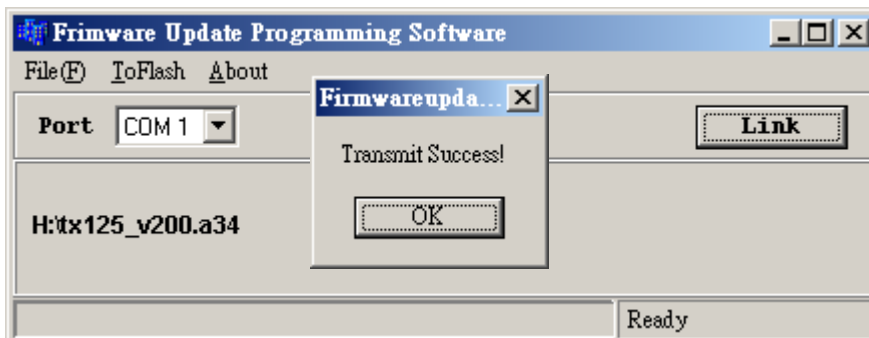 Frimware Update Programming Software
File(F) ToFlash About
Firmwareupda...
Port COM 1 Link
Transmit Success!
OK
H:\tx125_v200.a34
Ready